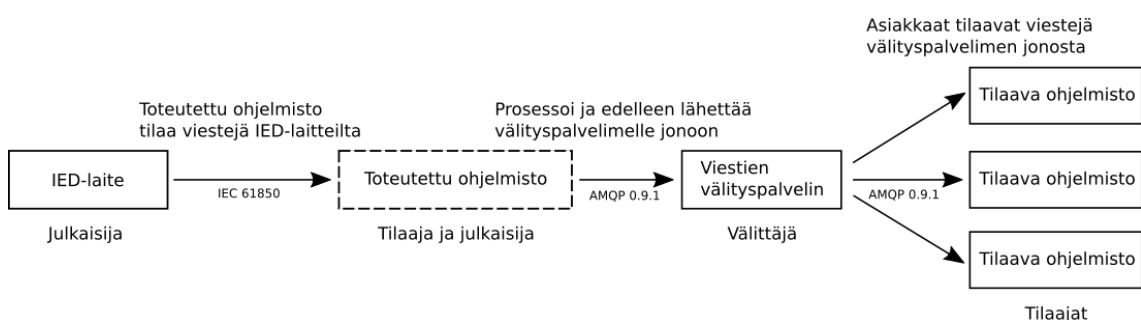 Asiakkaat tilaavat viestejä
välityspalvelimen jonosta
Toteutettu ohjelmisto
tilaa viestejä IED-laitteilta
Prosessoi ja edelleen lähettää
välityspalvelimelle jonoon
IED-laite
IEC 61850
Toteutettu ohjelmisto
AMQP 0.9.1
Viestien
välityspalvelin
AMQP 0.9.1
Tilaava ohjelmisto
Tilaava ohjelmisto
Tilaava ohjelmisto
Julkaisija
Tilaaja ja julkaisija
Välittäjä
Tilaajat